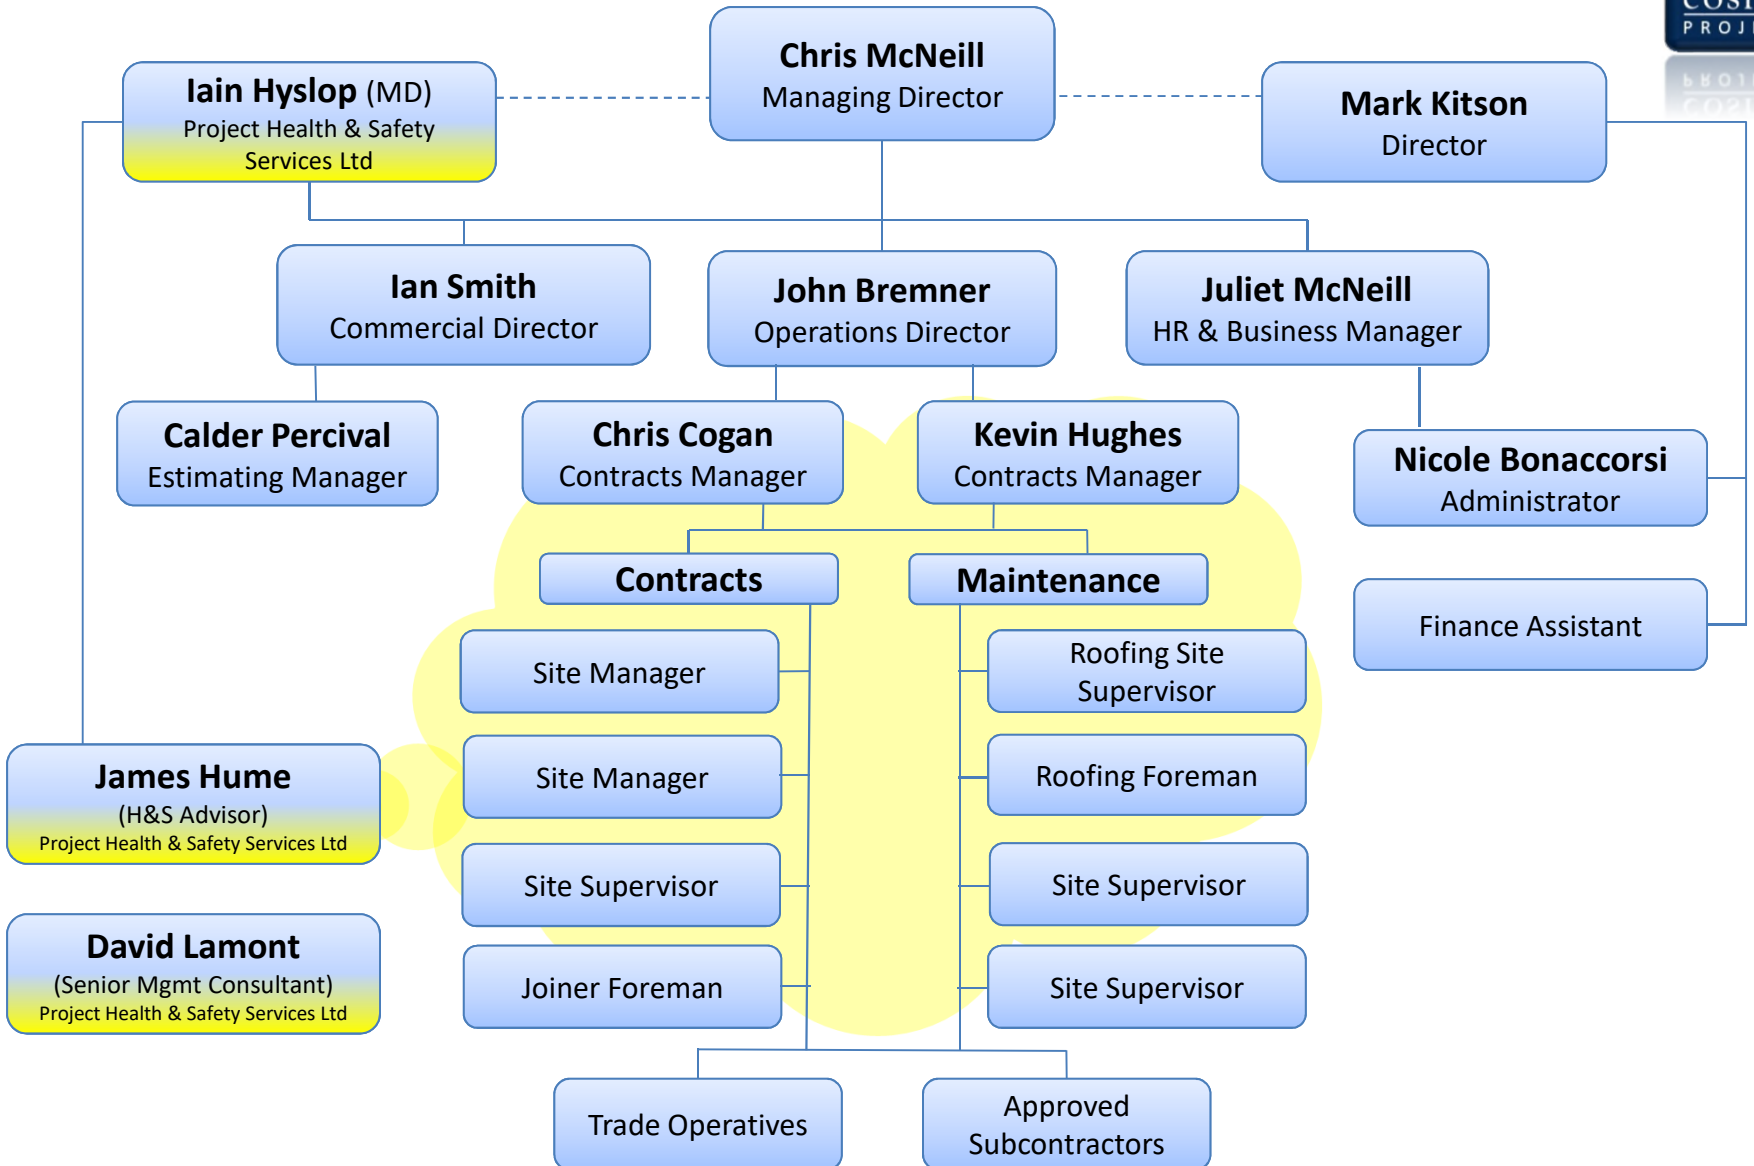 Chris McNeill
Managing Director
Iain Hyslop (MD)
Project Health & Safety
Services Ltd
Mark Kitson
Director
Ian Smith
Commercial Director
John Bremner
Operations Director
Juliet McNeill
HR & Business Manager
Calder Percival
Estimating Manager
Chris Cogan
Contracts Manager
Kevin Hughes
Contracts Manager
Nicole Bonaccorsi
Administrator
Contracts
Maintenance
Finance Assistant
Site Manager
Roofing Site
Supervisor
Site Manager
Roofing Foreman
James Hume
(H&S Advisor)
Project Health & Safety Services Ltd
Site Supervisor
Site Supervisor
David Lamont
(Senior Mgmt Consultant)
Project Health & Safety Services Ltd
Joiner Foreman
Site Supervisor
Trade Operatives
Approved
Subcontractors